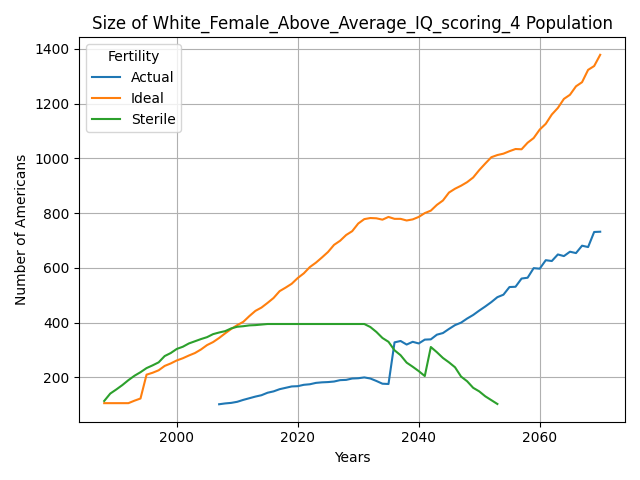 Size of White_Female_Above_Average_IQ_scoring_4 Population
Fertility
Actual
Ideal
Sterile
1400
1200
1000
800
600
400
200
Number of Americans
2000
2020
2040
2060
Years